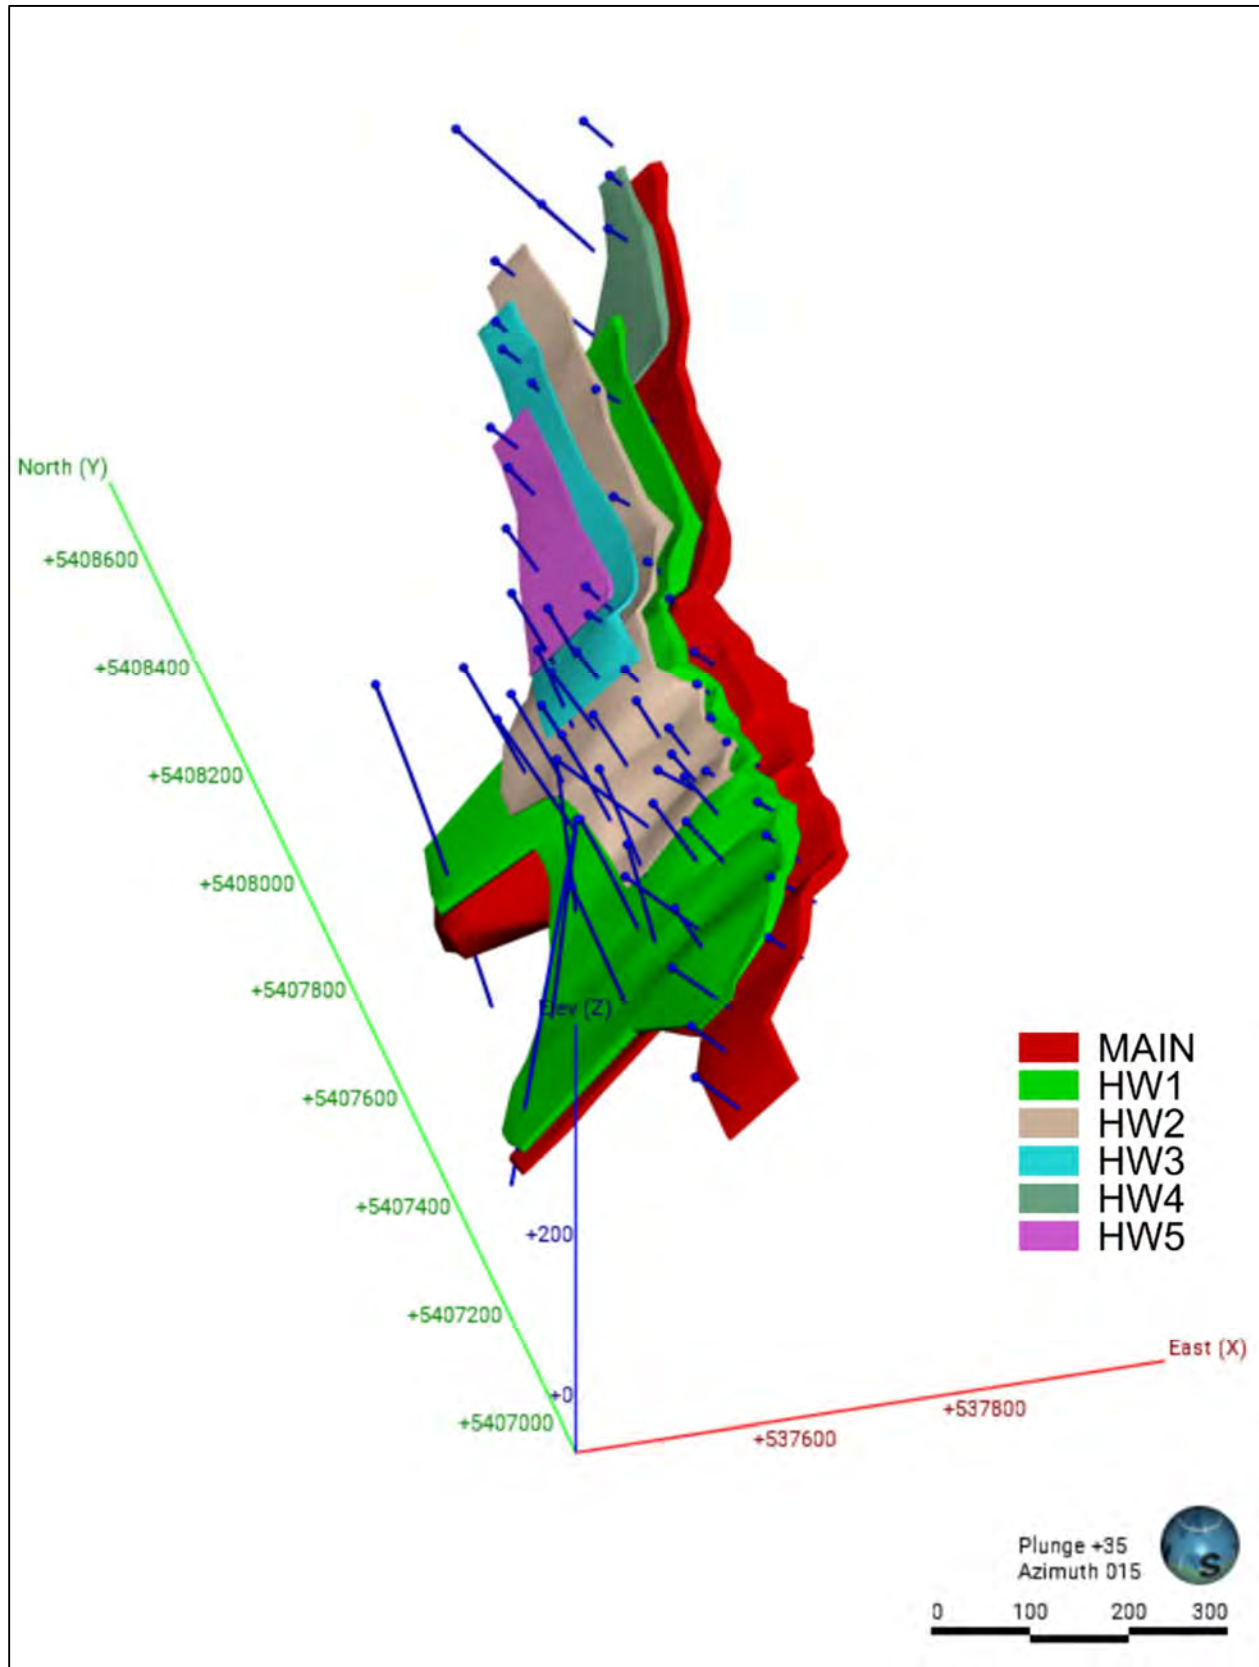 North (Y)
+5408600
+5408400
+5408200
+5408000
+5407800
Elev (Z)
+5407600
+5407400
+200
+5407200
+0
+5407000
East (X)
+537800
+537600
MAIN
HW1
HW2
HW3
HW4
HW5
Plunge +35
Azimuth 015
S
0 100 200 300